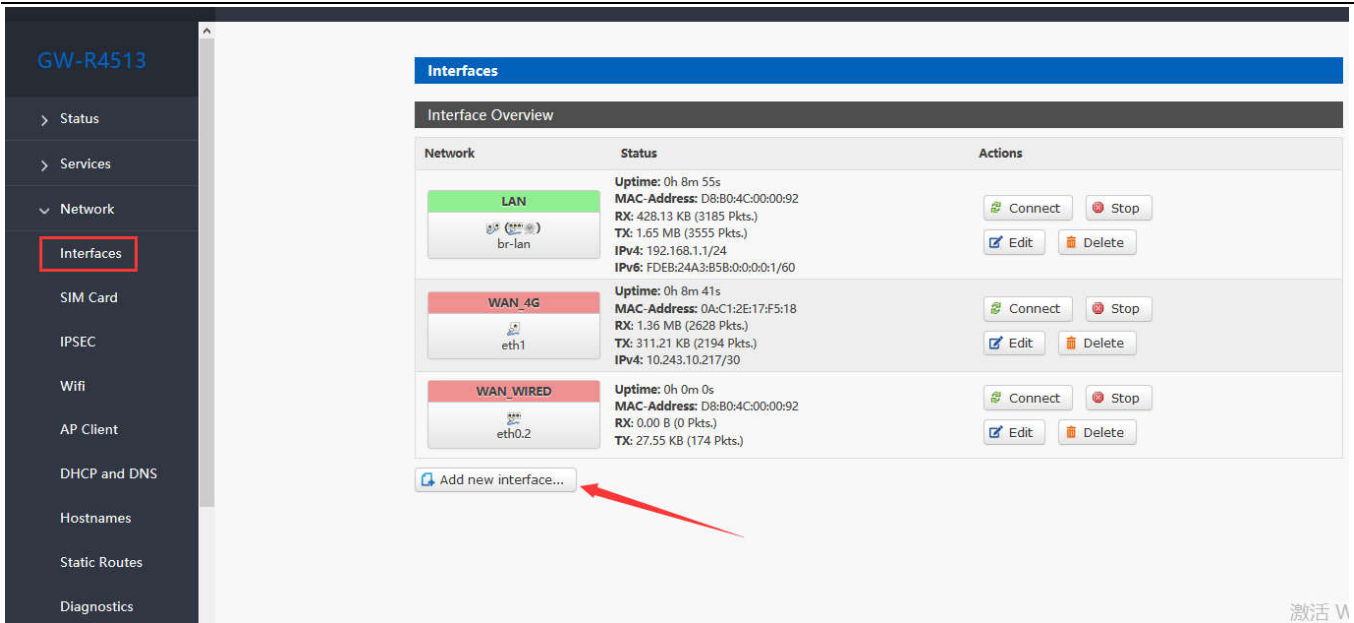 GW-R4513
Status
Services
Network
Interfaces
SIM Card
IPSEC
Wifi
AP Client
DHCP and DNS
Hostnames
Static Routes
Diagnostics
Interfaces
Interface Overview
Network Status Actions
LAN
br-lan
Uptime: 0h 8m 55s
MAC-Address: D8:B0:4C:00:00:92
RX: 428.13 KB (3185 Pkts.)
TX: 1.65 MB (3555 Pkts.)
IPv4: 192.168.1.1/24
IPv6: FDEB:24A3:B5B:0:0:0:0:1/60
Connect Stop
Edit Delete
WAN_4G
eth1
Uptime: 0h 8m 41s
MAC-Address: 0A:C1:2E:17:F5:18
RX: 1.36 MB (2628 Pkts.)
TX: 311.21 KB (2194 Pkts.)
IPv4: 10.243.10.217/30
Connect Stop
Edit Delete
WAN_WIRED
eth0.2
Uptime: 0h 0m 0s
MAC-Address: D8:B0:4C:00:00:92
RX: 0.00 B (0 Pkts.)
TX: 27.55 KB (174 Pkts.)
Connect Stop
Edit Delete
Add new interface...
激活 W